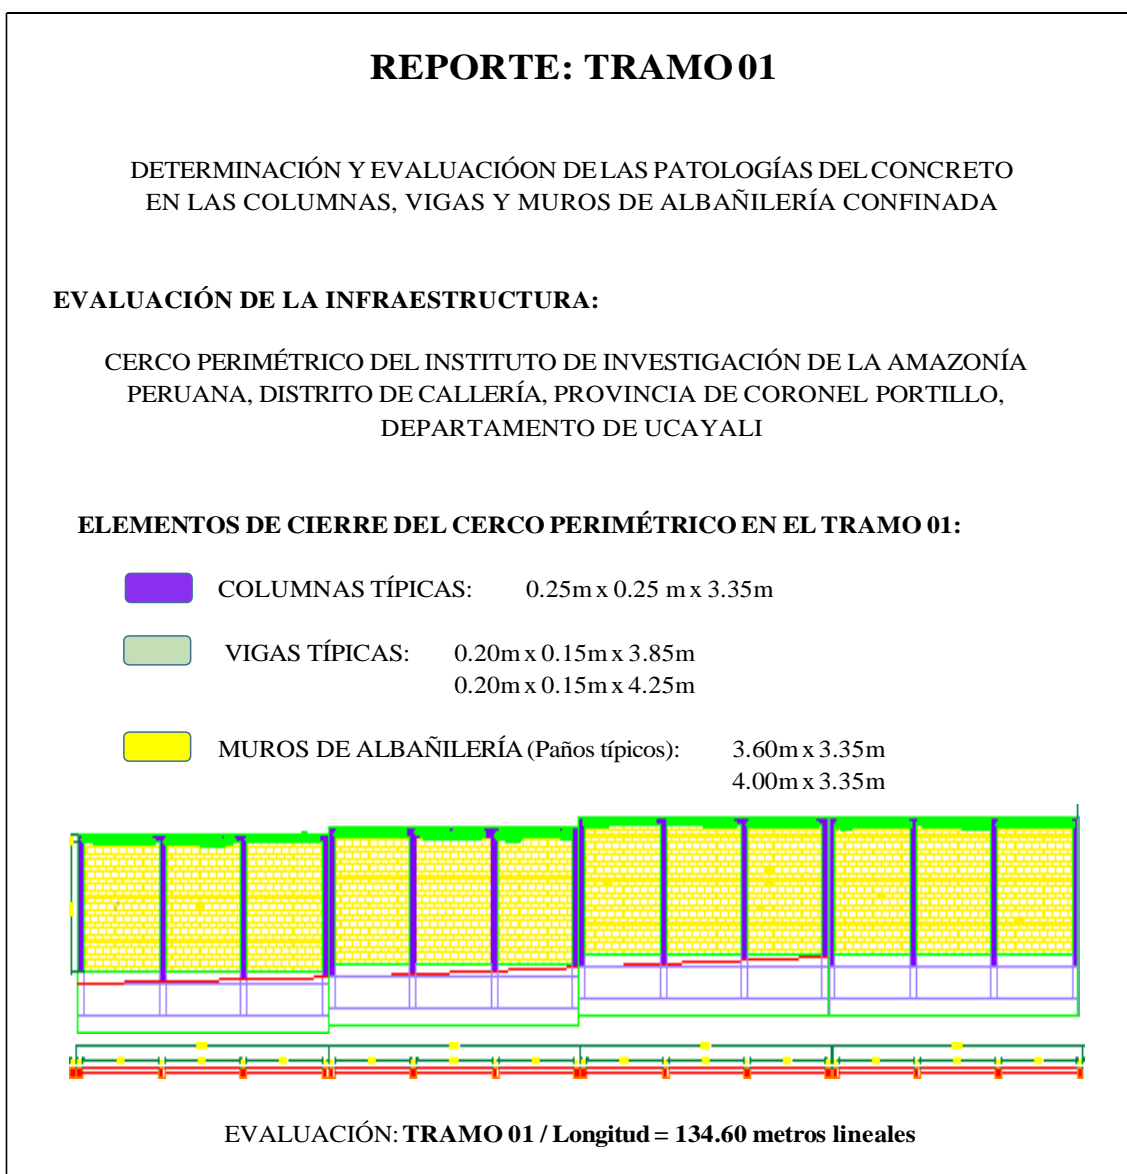 REPORTE: TRAMO 01
DETERMINACIÓN Y EVALUACIÓON DE LAS PATOLOGÍAS DEL CONCRETO
EN LAS COLUMNAS, VIGAS Y MUROS DE ALBAÑILERÍA CONFINADA
EVALUACIÓN DE LA INFRAESTRUCTURA:
CERCO PERIMÉTRICO DEL INSTITUTO DE INVESTIGACIÓN DE LA AMAZONÍA
PERUANA, DISTRITO DE CALLERÍA, PROVINCIA DE CORONEL PORTILLO,
DEPARTAMENTO DE UCAYALI
ELEMENTOS DE CIERRE DEL CERCO PERIMÉTRICO EN EL TRAMO 01:
COLUMNAS TÍPICAS: 0.25m x 0.25 m x 3.35m
VIGAS TÍPICAS: 0.20m x 0.15m x 3.85m
0.20m x 0.15m x 4.25m
MUROS DE ALBAÑILERÍA (Paños típicos): 3.60m x 3.35m
4.00m x 3.35m
EVALUACIÓN: TRAMO 01 / Longitud = 134.60 metros lineales